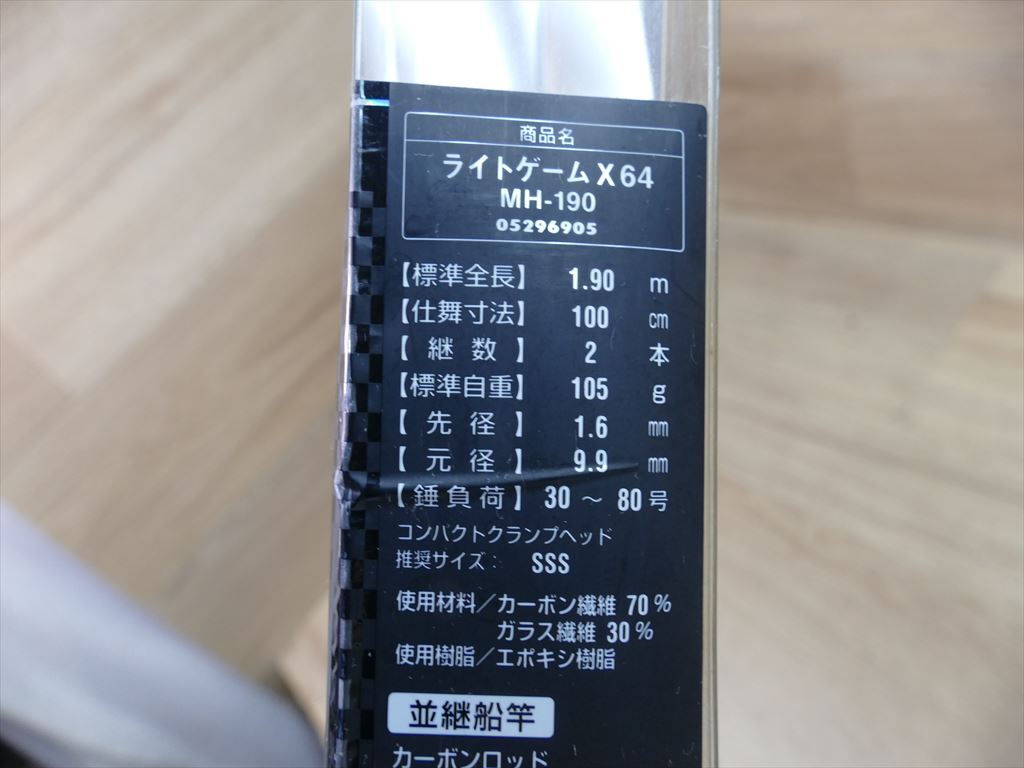 商品名
ライトゲーム X 64
MH-190
05296905
【標準全長】 1.90 m
【仕舞寸法】 100 cm
【継数】 2 本
【標準自重】 105 g
【先径】 1.6 mm
【元径】 9.9 mm
【錘負荷】 30 〜 80 号
コンパクトクランプヘッド
推奨サイズ： SSS
使用材料／カーボン繊維 70%
ガラス繊維 30%
使用樹脂／エポキシ樹脂
並継船竿
カーボンロッド